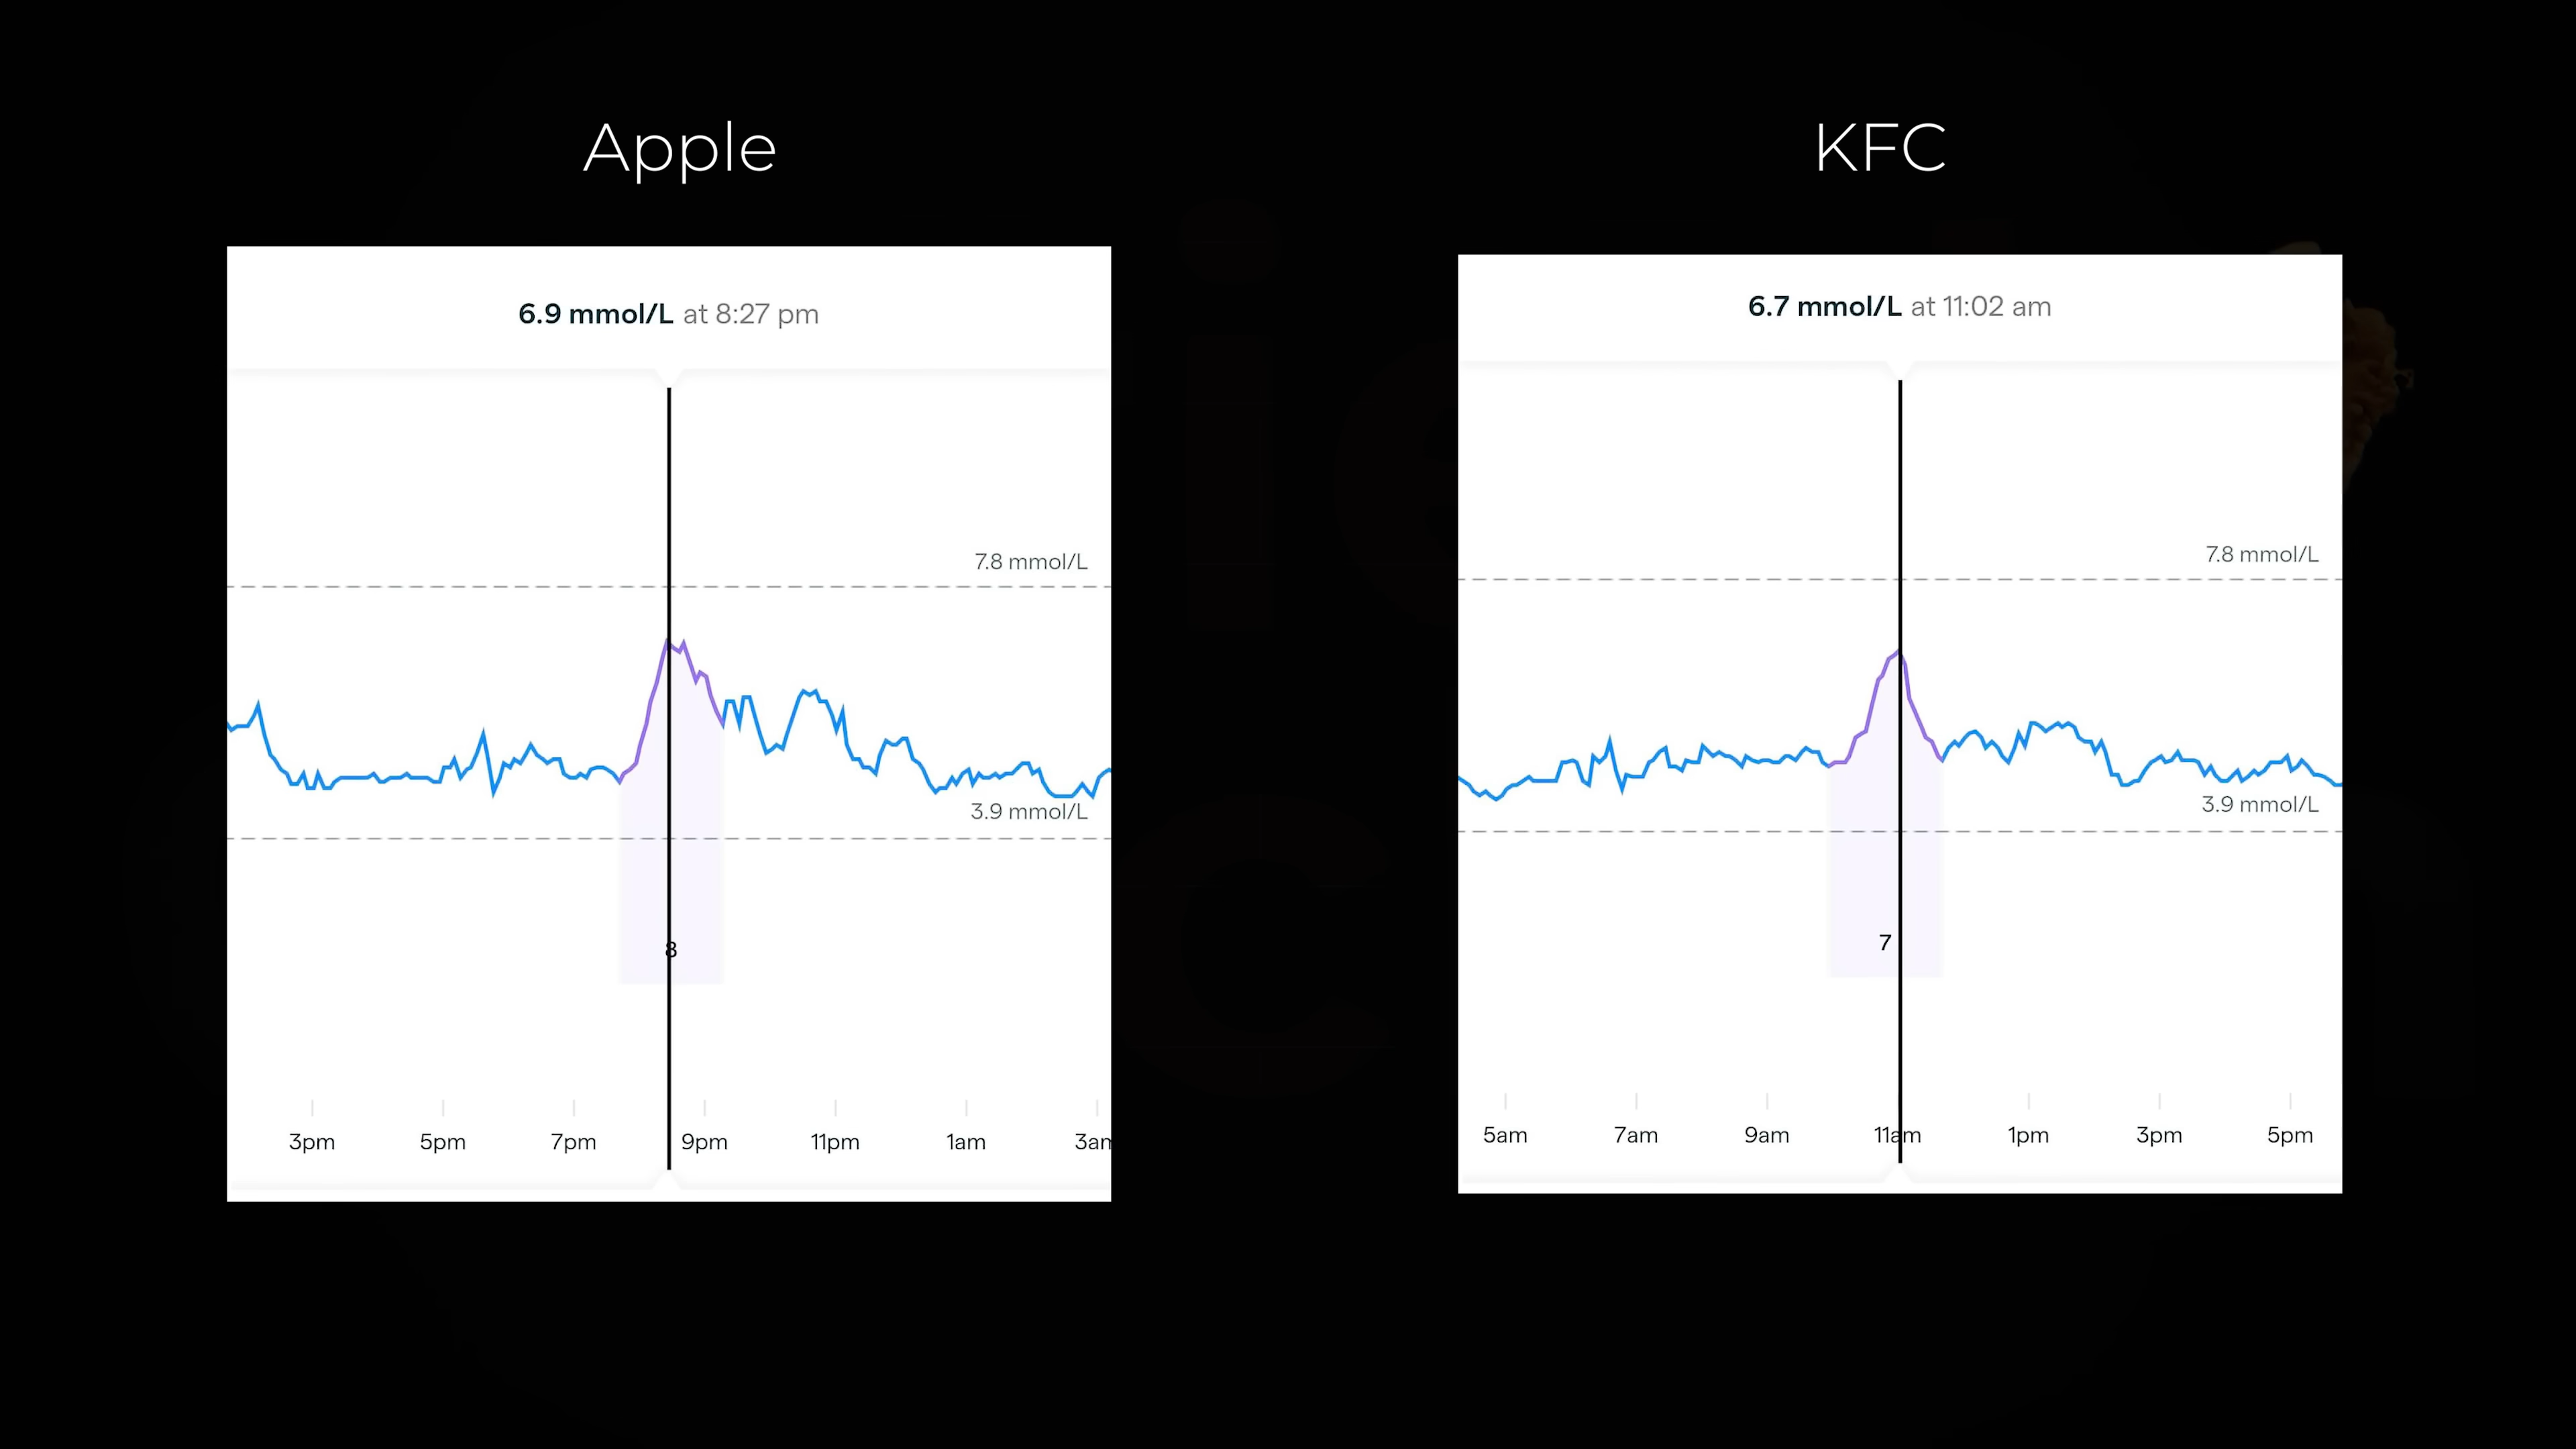 Apple
6.9 mmol/L at 8:27 pm
7.8 mmol/L
3.9 mmol/L
8
3pm 5pm 7pm 9pm 11pm 1am 3am
KFC
6.7 mmol/L at 11:02 am
7.8 mmol/L
3.9 mmol/L
7
5am 7am 9am 11am 1pm 3pm 5pm